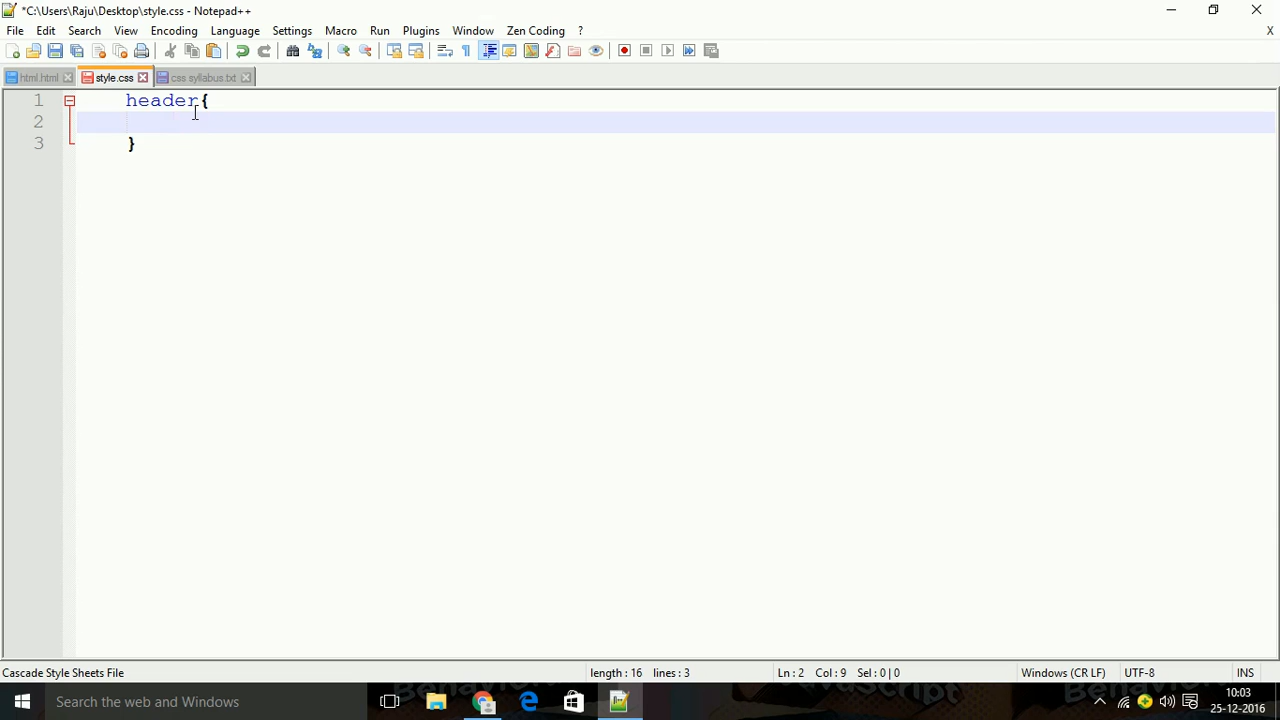 *C:\Users\Raju\Desktop\style.css - Notepad++
File Edit Search View Encoding Language Settings Macro Run Plugins Window Zen Coding ? X
html.html style.css css syllabus.txt
1 header{
2
3 }
Cascade Style Sheets File length : 16 lines : 3 Ln : 2 Col : 9 Sel : 0 | 0 Windows (CR LF) UTF-8 INS
Search the web and Windows
10:03
25-12-2016